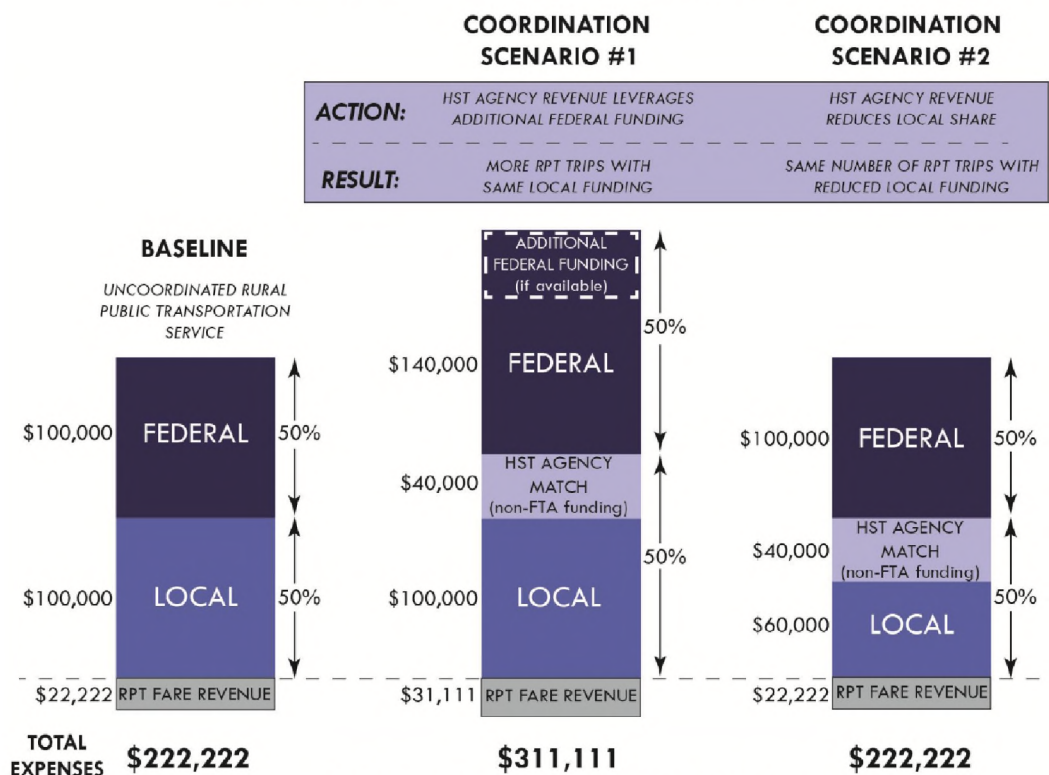 COORDINATION
SCENARIO #1
COORDINATION
SCENARIO #2
ACTION:
HST AGENCY REVENUE LEVERAGES
ADDITIONAL FEDERAL FUNDING
HST AGENCY REVENUE
REDUCES LOCAL SHARE
RESULT:
MORE RPT TRIPS WITH
SAME LOCAL FUNDING
SAME NUMBER OF RPT TRIPS WITH
REDUCED LOCAL FUNDING
BASELINE
UNCOORDINATED RURAL
PUBLIC TRANSPORTATION
SERVICE
$100,000
FEDERAL
50%
$100,000
LOCAL
50%
$22,222
RPT FARE REVENUE
ADDITIONAL
FEDERAL FUNDING
(if available)
50%
$140,000
FEDERAL
$40,000
HST AGENCY
MATCH
(non-FTA funding)
50%
$100,000
LOCAL
$31,111
RPT FARE REVENUE
$100,000
FEDERAL
50%
$40,000
HST AGENCY
MATCH
(non-FTA funding)
50%
$60,000
LOCAL
$22,222
RPT FARE REVENUE
TOTAL
EXPENSES
$222,222
$311,111
$222,222